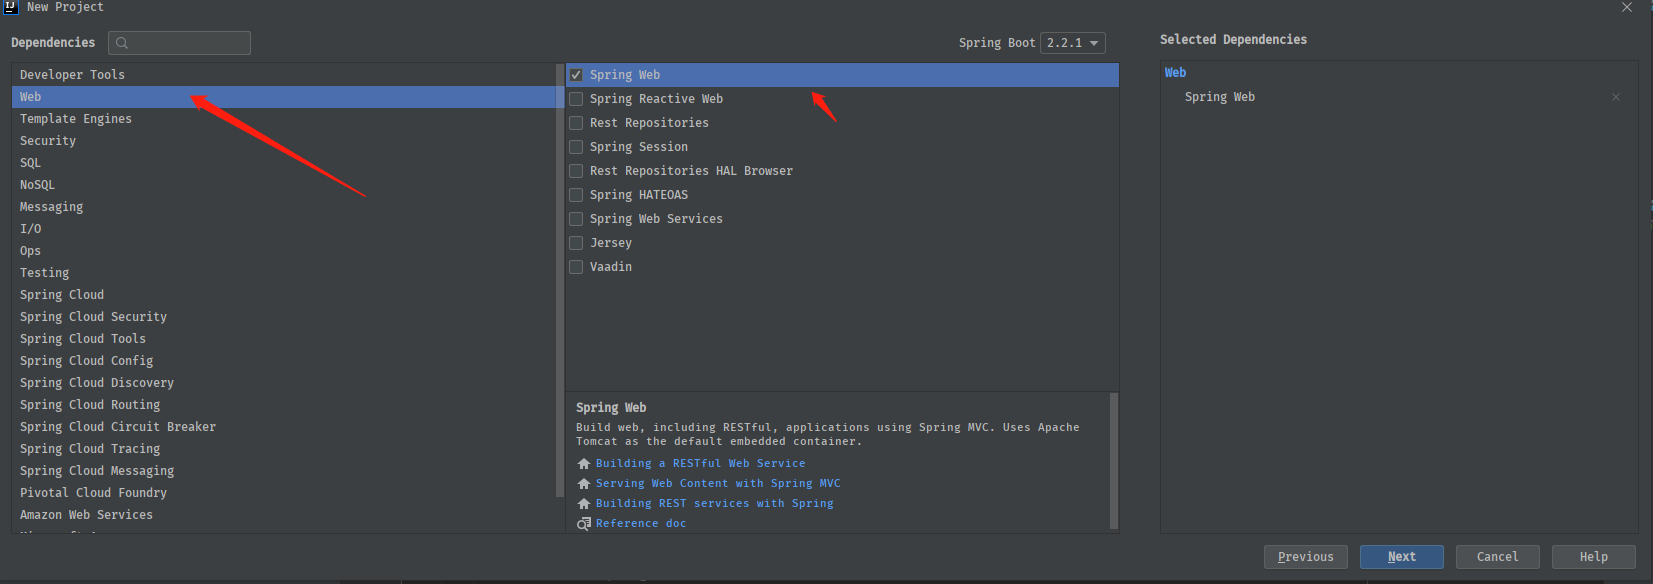 New Project
Dependencies
Spring Boot 2.2.1
Selected Dependencies
Developer Tools
Web
Template Engines
Security
SQL
NoSQL
Messaging
I/O
Ops
Testing
Spring Cloud
Spring Cloud Security
Spring Cloud Tools
Spring Cloud Config
Spring Cloud Discovery
Spring Cloud Routing
Spring Cloud Circuit Breaker
Spring Cloud Tracing
Spring Cloud Messaging
Pivotal Cloud Foundry
Amazon Web Services
Spring Web
Spring Reactive Web
Rest Repositories
Spring Session
Rest Repositories HAL Browser
Spring HATEOAS
Spring Web Services
Jersey
Vaadin
Spring Web
Build web, including RESTful, applications using Spring MVC. Uses Apache
Tomcat as the default embedded container.
Building a RESTful Web Service
Serving Web Content with Spring MVC
Building REST services with Spring
Reference doc
Web
Spring Web
Previous
Next
Cancel
Help